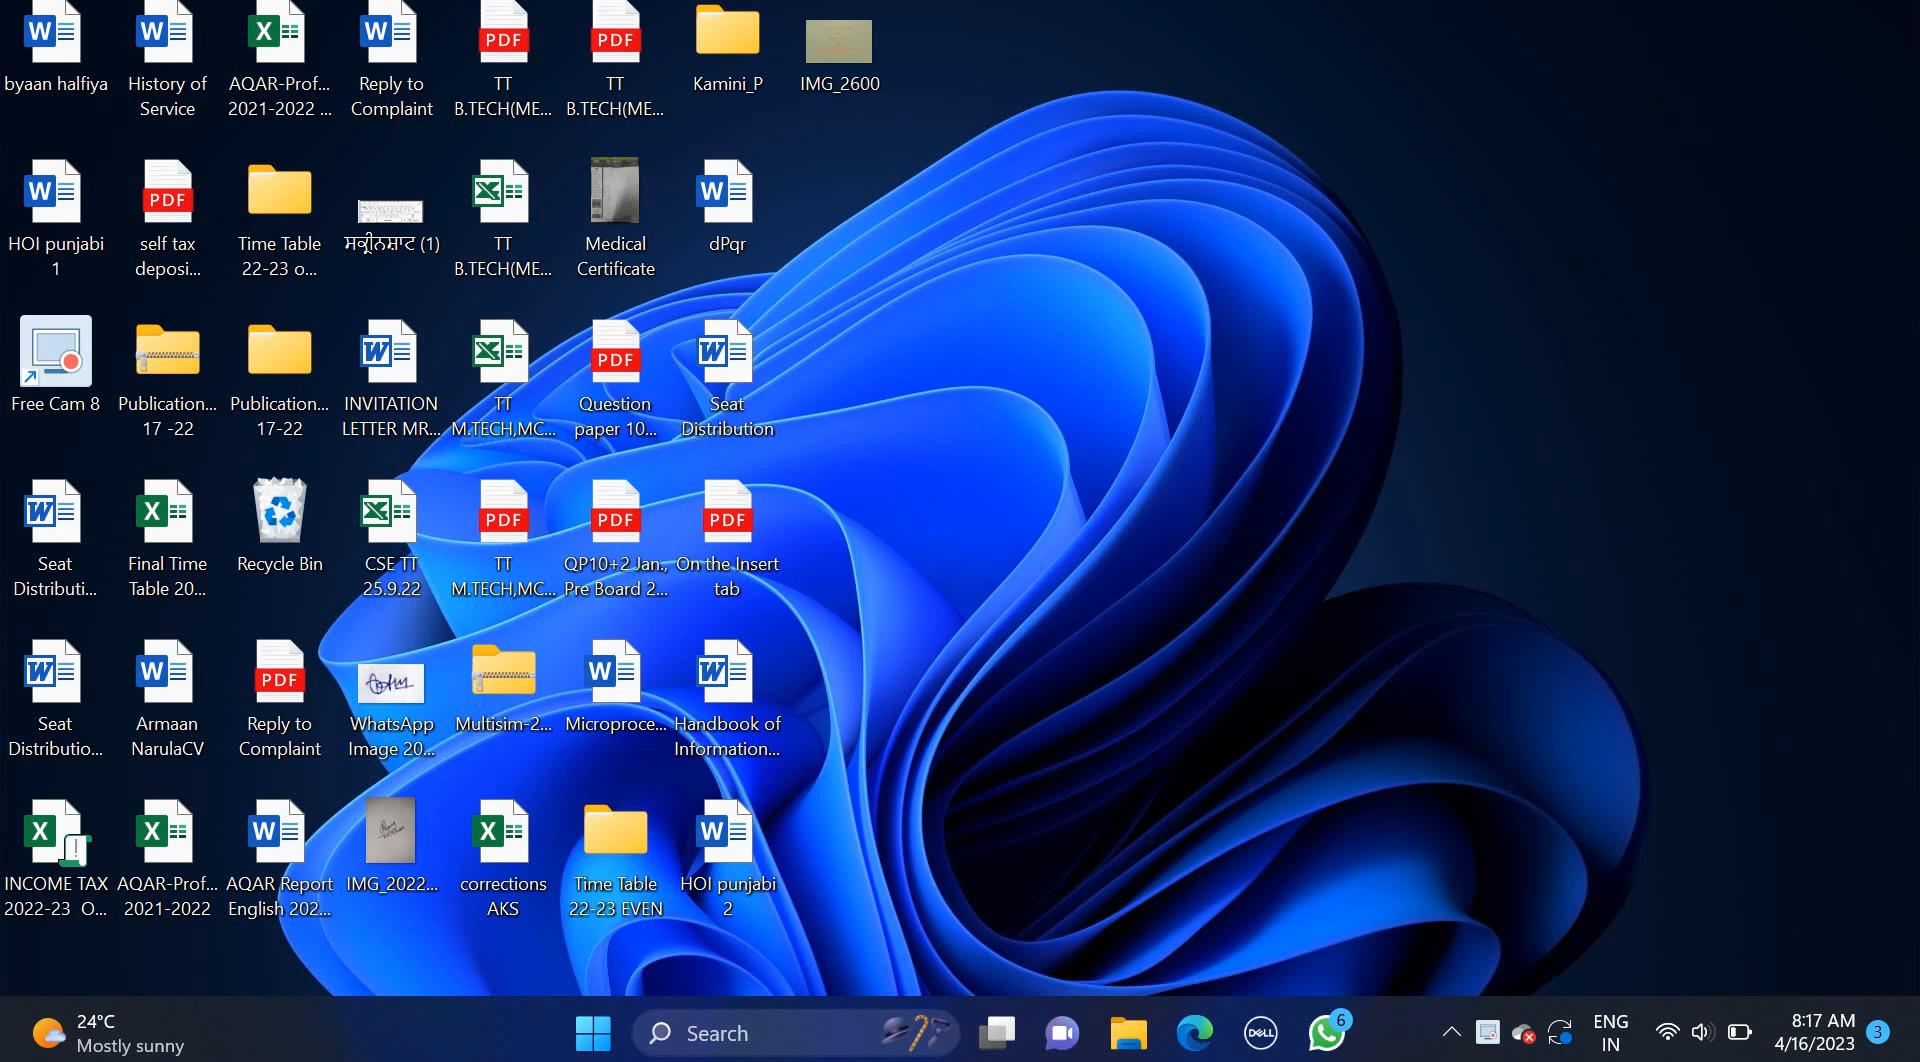 byaan halfiya
History of
Service
AQAR-Prof...
2021-2022 ...
Reply to
Complaint
TT
B.TECH(ME...
TT
B.TECH(ME...
Kamini_P
IMG_2600
HOI punjabi
1
self tax
deposi...
Time Table
22-23 o...
ਸਕ੍ਰੀਨਸ਼ਾਟ (1)
TT
B.TECH(ME...
Medical
Certificate
dPqr
Free Cam 8
Publication...
17 -22
Publication...
17-22
INVITATION
LETTER MR...
TT
M.TECH,MC...
Question
paper 10...
Seat
Distribution
Seat
Distributi...
Final Time
Table 20...
Recycle Bin
CSE TT
25.9.22
TT
M.TECH,MC...
QP10+2 Jan.,
Pre Board 2...
On the Insert
tab
Seat
Distributio...
Armaan
NarulaCV
Reply to
Complaint
WhatsApp
Image 20...
Multisim-2...
Microproce...
Handbook of
Information...
INCOME TAX
2022-23 O...
AQAR-Prof...
2021-2022
AQAR Report
English 202...
IMG_2022...
corrections
AKS
Time Table
22-23 EVEN
HOI punjabi
2
24°C
Mostly sunny
Search
DELL
6
ENG
IN
8:17 AM
4/16/2023
3